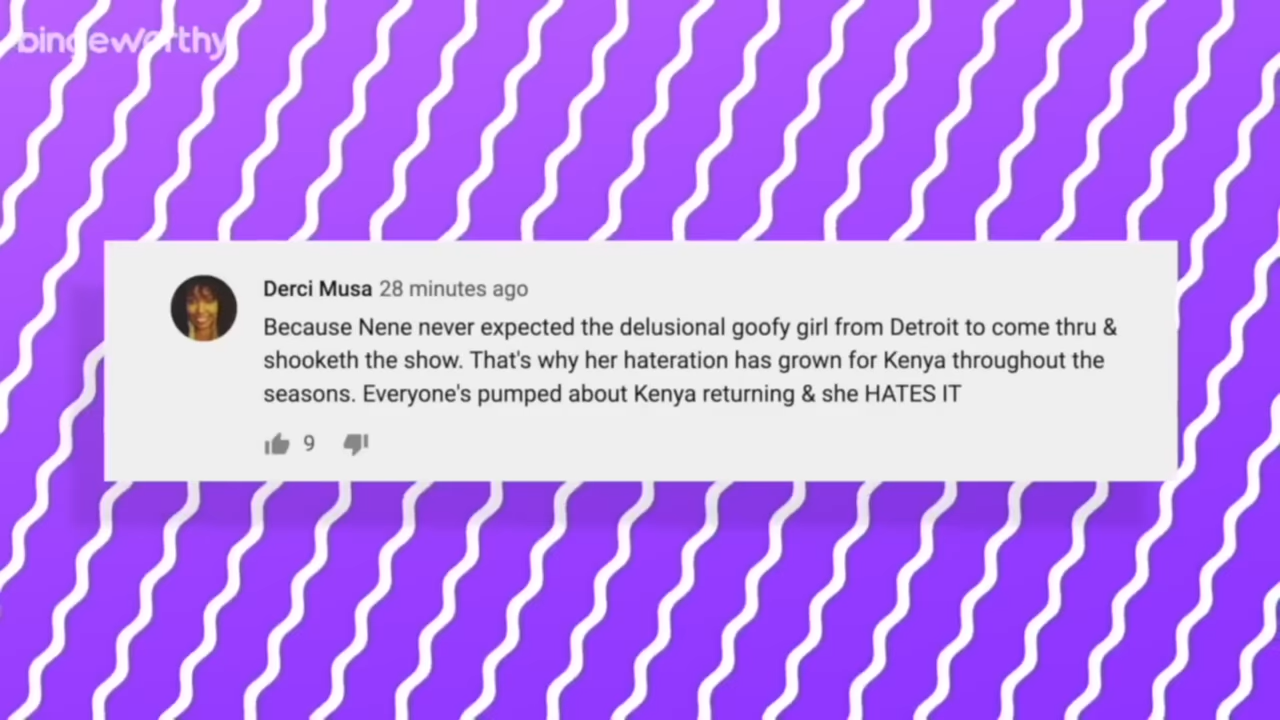 bingeworthy
Derci Musa 28 minutes ago
Because Nene never expected the delusional goofy girl from Detroit to come thru &
shooketh the show. That's why her hateration has grown for Kenya throughout the
seasons. Everyone's pumped about Kenya returning & she HATES IT
9